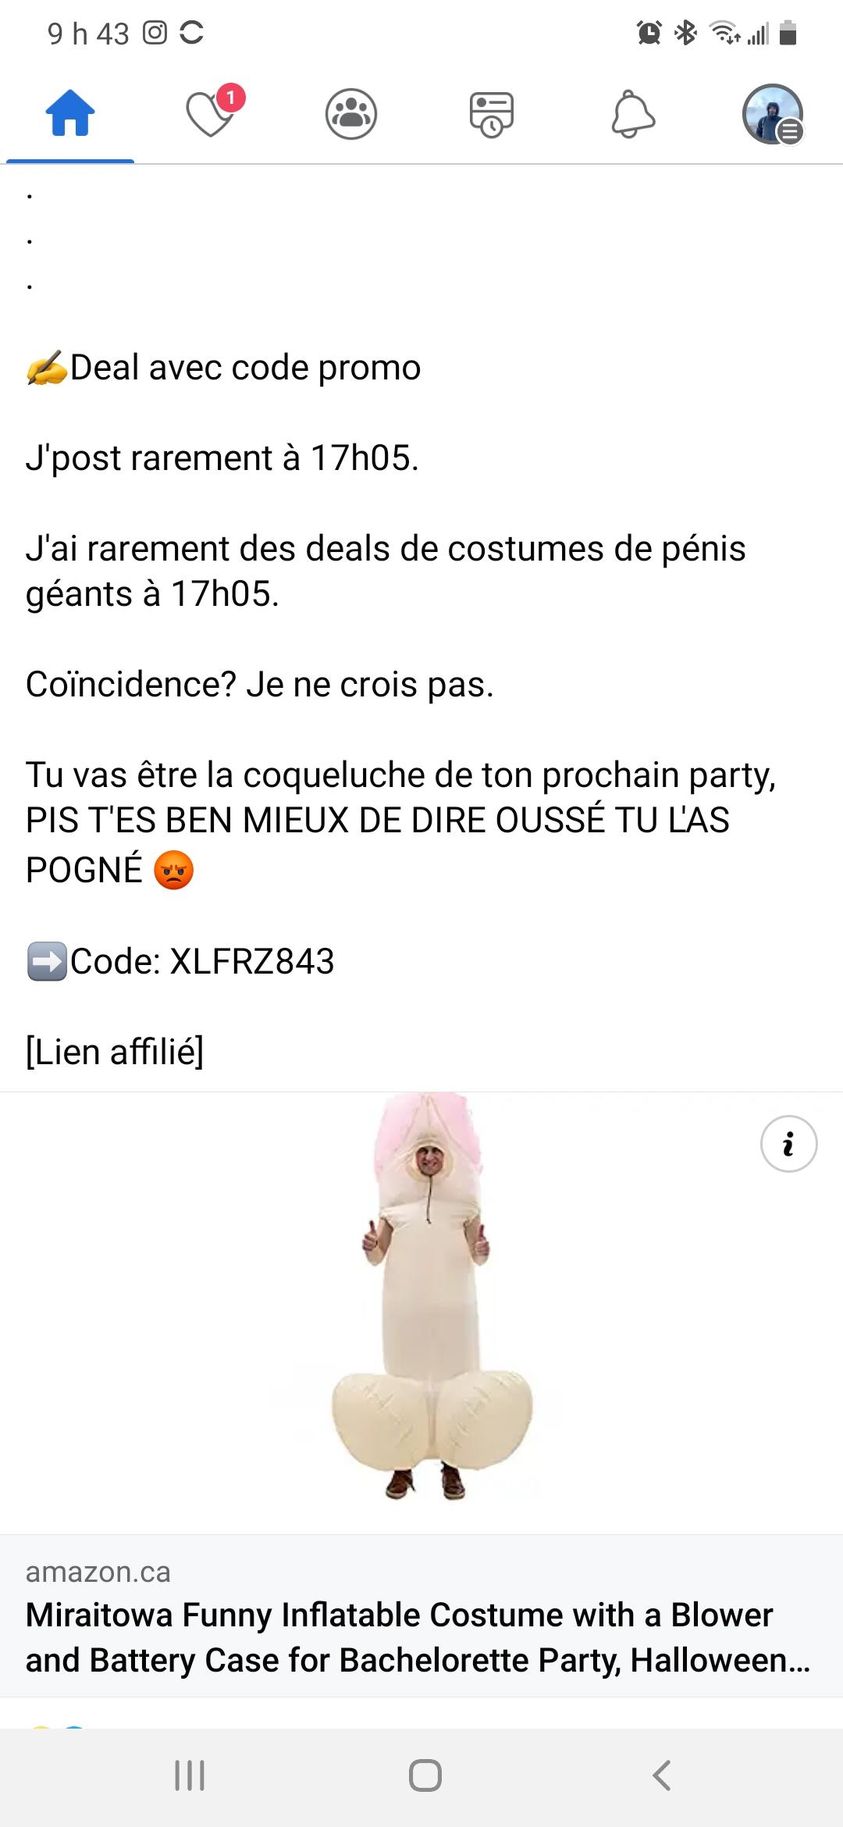 9 h 43
1
.
.
.
✍Deal avec code promo
J'post rarement à 17h05.
J'ai rarement des deals de costumes de pénis
géants à 17h05.
Coïncidence? Je ne crois pas.
Tu vas être la coqueluche de ton prochain party,
PIS T'ES BEN MIEUX DE DIRE OUSSÉ TU L'AS
POGNÉ 😡
➡Code: XLFRZ843
[Lien affilié]
i
amazon.ca
Miraitowa Funny Inflatable Costume with a Blower
and Battery Case for Bachelorette Party, Halloween...